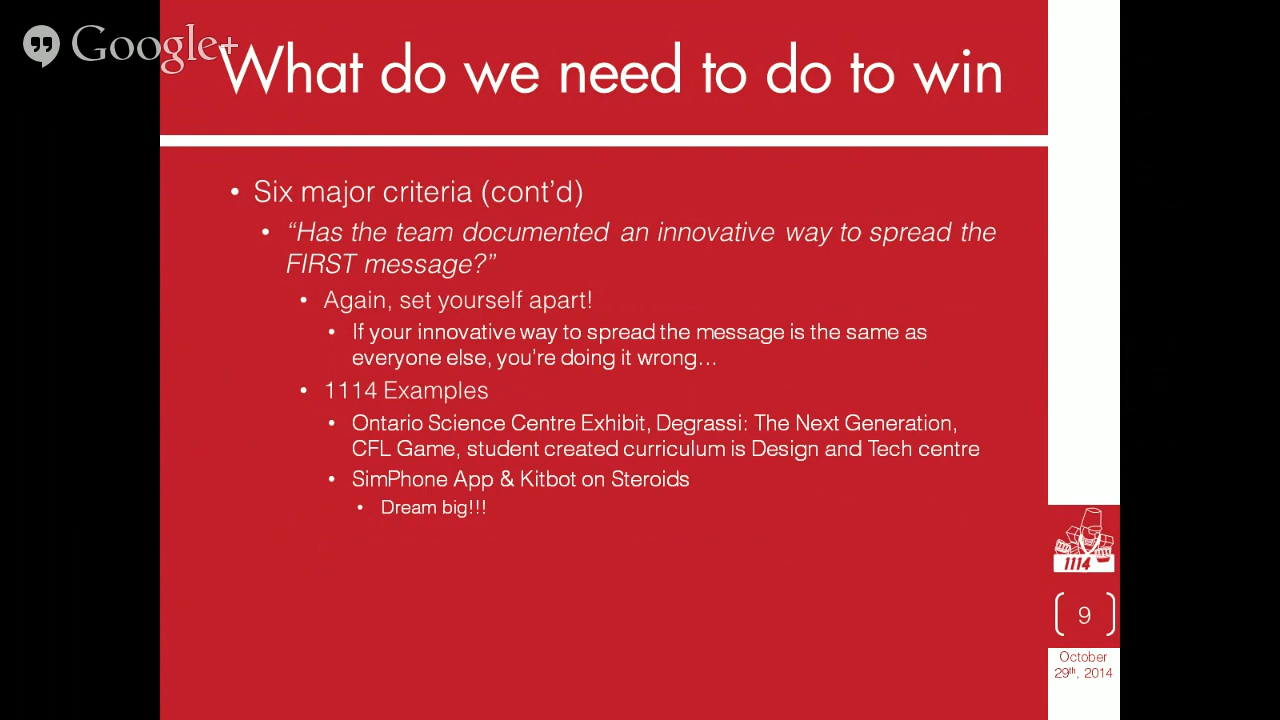 Google+
What do we need to do to win
• Six major criteria (cont’d)
• “Has the team documented an innovative way to spread the
FIRST message?”
• Again, set yourself apart!
• If your innovative way to spread the message is the same as
everyone else, you’re doing it wrong…
• 1114 Examples
• Ontario Science Centre Exhibit, Degrassi: The Next Generation,
CFL Game, student created curriculum is Design and Tech centre
• SimPhone App & Kitbot on Steroids
• Dream big!!!
1114
9
October
29th, 2014